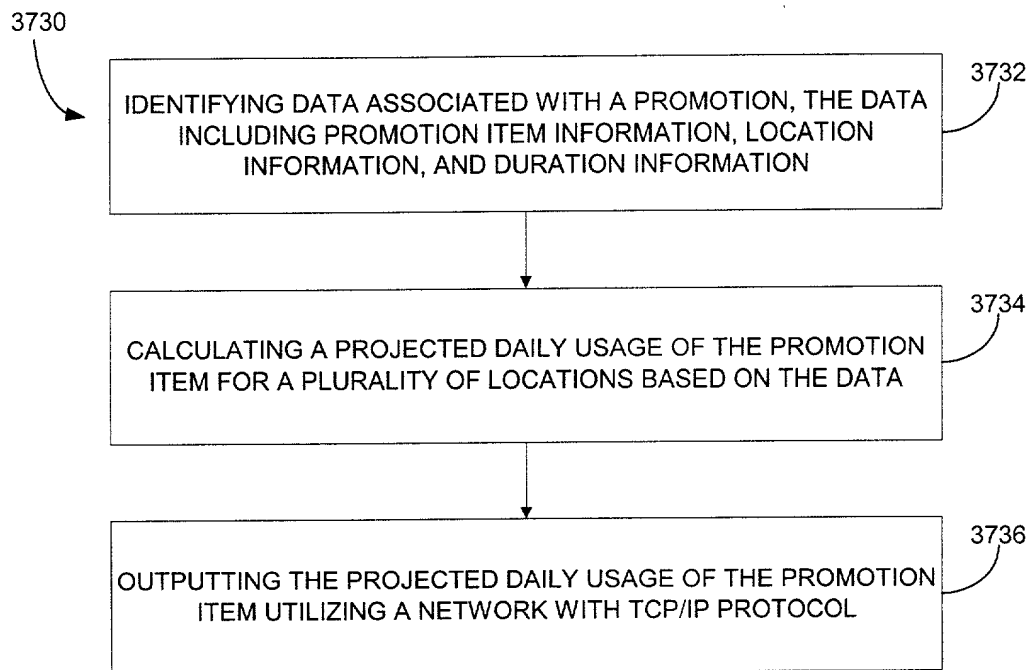 3730
3732
IDENTIFYING DATA ASSOCIATED WITH A PROMOTION, THE DATA
INCLUDING PROMOTION ITEM INFORMATION, LOCATION
INFORMATION, AND DURATION INFORMATION
3734
CALCULATING A PROJECTED DAILY USAGE OF THE PROMOTION
ITEM FOR A PLURALITY OF LOCATIONS BASED ON THE DATA
3736
OUTPUTTING THE PROJECTED DAILY USAGE OF THE PROMOTION
ITEM UTILIZING A NETWORK WITH TCP/IP PROTOCOL